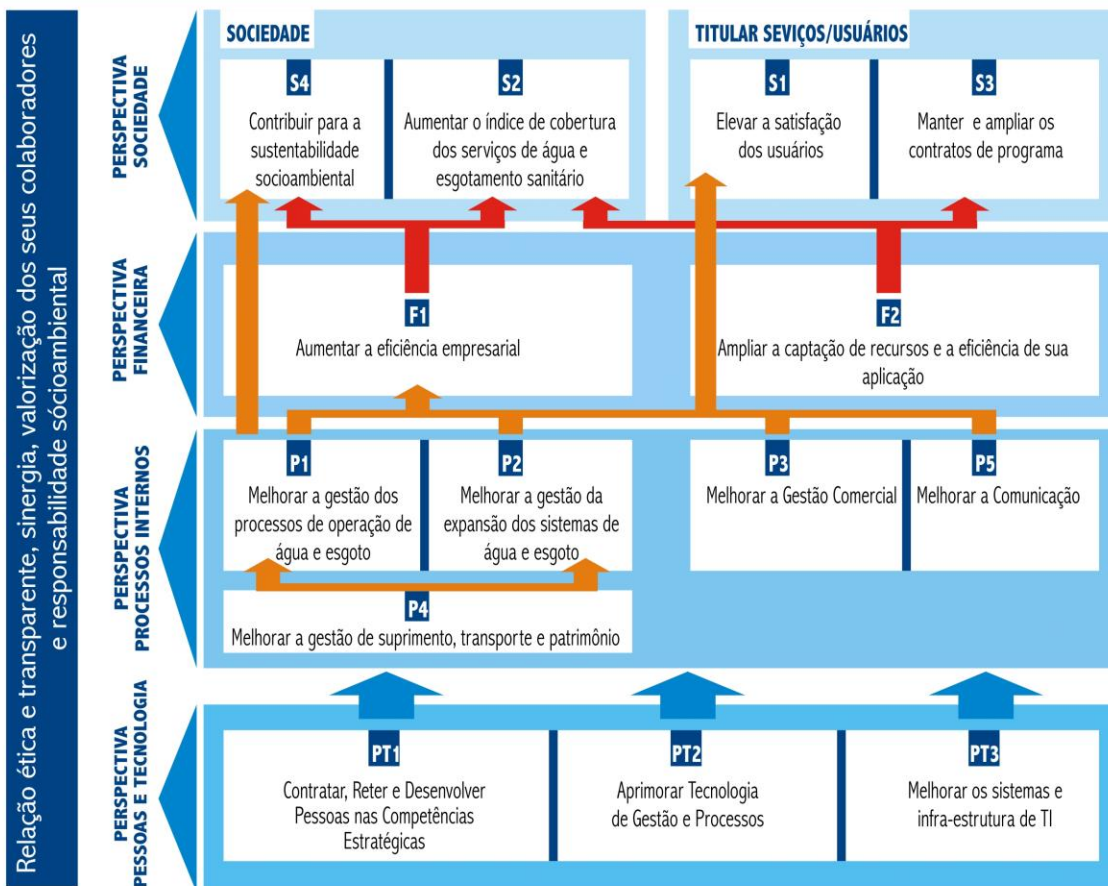 Relação ética e transparente, sinergia, valorização dos seus colaboradores
e responsabilidade sócioambiental
PERSPECTIVA
SOCIEDADE
SOCIEDADE
S4
Contribuir para a
sustentabilidade
socioambiental
S2
Aumentar o índice de cobertura
dos serviços de água e
esgotamento sanitário
TITULAR SEVIÇOS/USUÁRIOS
S1
Elevar a satisfação
dos usuários
S3
Manter e ampliar os
contratos de programa
PERSPECTIVA
FINANCEIRA
F1
Aumentar a eficiência empresarial
F2
Ampliar a captação de recursos e a eficiência de sua
aplicação
PERSPECTIVA
PROCESSOS INTERNOS
P1
Melhorar a gestão dos
processos de operação de
água e esgoto
P2
Melhorar a gestão da
expansão dos sistemas de
água e esgoto
P3
Melhorar a Gestão Comercial
P5
Melhorar a Comunicação
P4
Melhorar a gestão de suprimento, transporte e patrimônio
PERSPECTIVA
PESSOAS E TECNOLOGIA
PT1
Contratar, Reter e Desenvolver
Pessoas nas Competências
Estratégicas
PT2
Aprimorar Tecnologia
de Gestão e Processos
PT3
Melhorar os sistemas e
infra-estrutura de TI